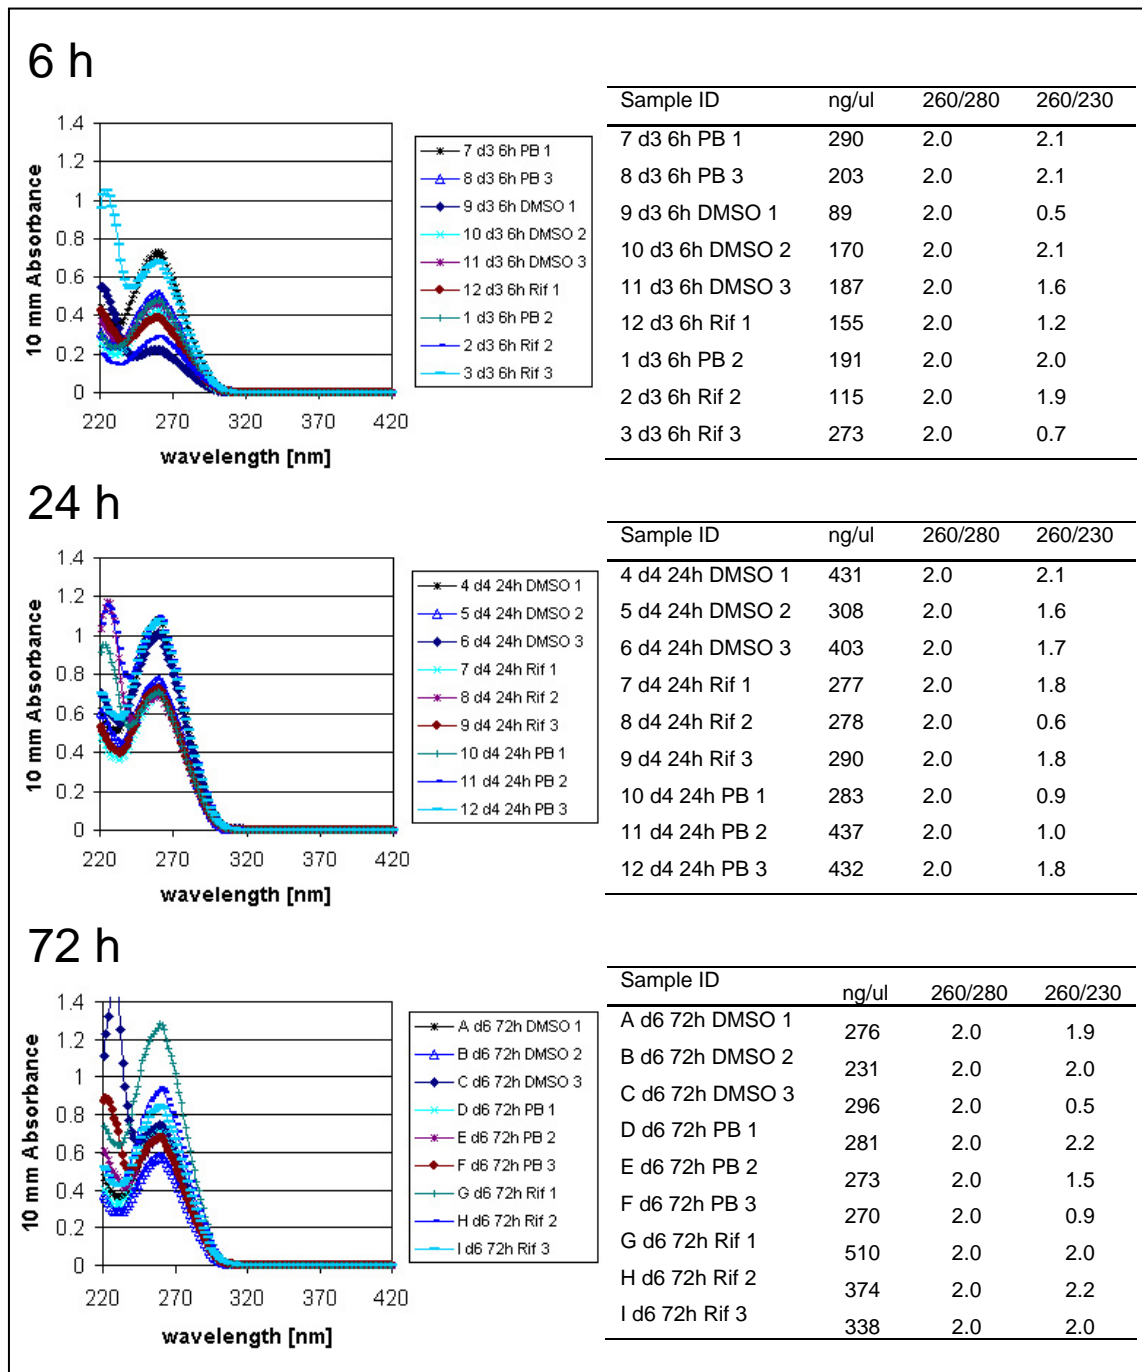 6 h
Sample ID ng/ul 260/280 260/230
7 d3 6h PB 1 290 2.0 2.1
8 d3 6h PB 3 203 2.0 2.1
9 d3 6h DMSO 1 89 2.0 0.5
10 d3 6h DMSO 2 170 2.0 2.1
11 d3 6h DMSO 3 187 2.0 1.6
12 d3 6h Rif 1 155 2.0 1.2
1 d3 6h PB 2 191 2.0 2.0
2 d3 6h Rif 2 115 2.0 1.9
3 d3 6h Rif 3 273 2.0 0.7
10 mm Absorbance
1.4
1.2
1
0.8
0.6
0.4
0.2
0
220 270 320 370 420
wavelength [nm]
7 d3 6h PB 1
8 d3 6h PB 3
9 d3 6h DMSO 1
10 d3 6h DMSO 2
11 d3 6h DMSO 3
12 d3 6h Rif 1
1 d3 6h PB 2
2 d3 6h Rif 2
3 d3 6h Rif 3
24 h
Sample ID ng/ul 260/280 260/230
4 d4 24h DMSO 1 431 2.0 2.1
5 d4 24h DMSO 2 308 2.0 1.6
6 d4 24h DMSO 3 403 2.0 1.7
7 d4 24h Rif 1 277 2.0 1.8
8 d4 24h Rif 2 278 2.0 0.6
9 d4 24h Rif 3 290 2.0 1.8
10 d4 24h PB 1 283 2.0 0.9
11 d4 24h PB 2 437 2.0 1.0
12 d4 24h PB 3 432 2.0 1.8
10 mm Absorbance
1.4
1.2
1
0.8
0.6
0.4
0.2
0
220 270 320 370 420
wavelength [nm]
4 d4 24h DMSO 1
5 d4 24h DMSO 2
6 d4 24h DMSO 3
7 d4 24h Rif 1
8 d4 24h Rif 2
9 d4 24h Rif 3
10 d4 24h PB 1
11 d4 24h PB 2
12 d4 24h PB 3
72 h
Sample ID ng/ul 260/280 260/230
A d6 72h DMSO 1 276 2.0 1.9
B d6 72h DMSO 2 231 2.0 2.0
C d6 72h DMSO 3 296 2.0 0.5
D d6 72h PB 1 281 2.0 2.2
E d6 72h PB 2 273 2.0 1.5
F d6 72h PB 3 270 2.0 0.9
G d6 72h Rif 1 510 2.0 2.0
H d6 72h Rif 2 374 2.0 2.2
I d6 72h Rif 3 338 2.0 2.0
10 mm Absorbance
1.4
1.2
1
0.8
0.6
0.4
0.2
0
220 270 320 370 420
wavelength [nm]
A d6 72h DMSO 1
B d6 72h DMSO 2
C d6 72h DMSO 3
D d6 72h PB 1
E d6 72h PB 2
F d6 72h PB 3
G d6 72h Rif 1
H d6 72h Rif 2
I d6 72h Rif 3